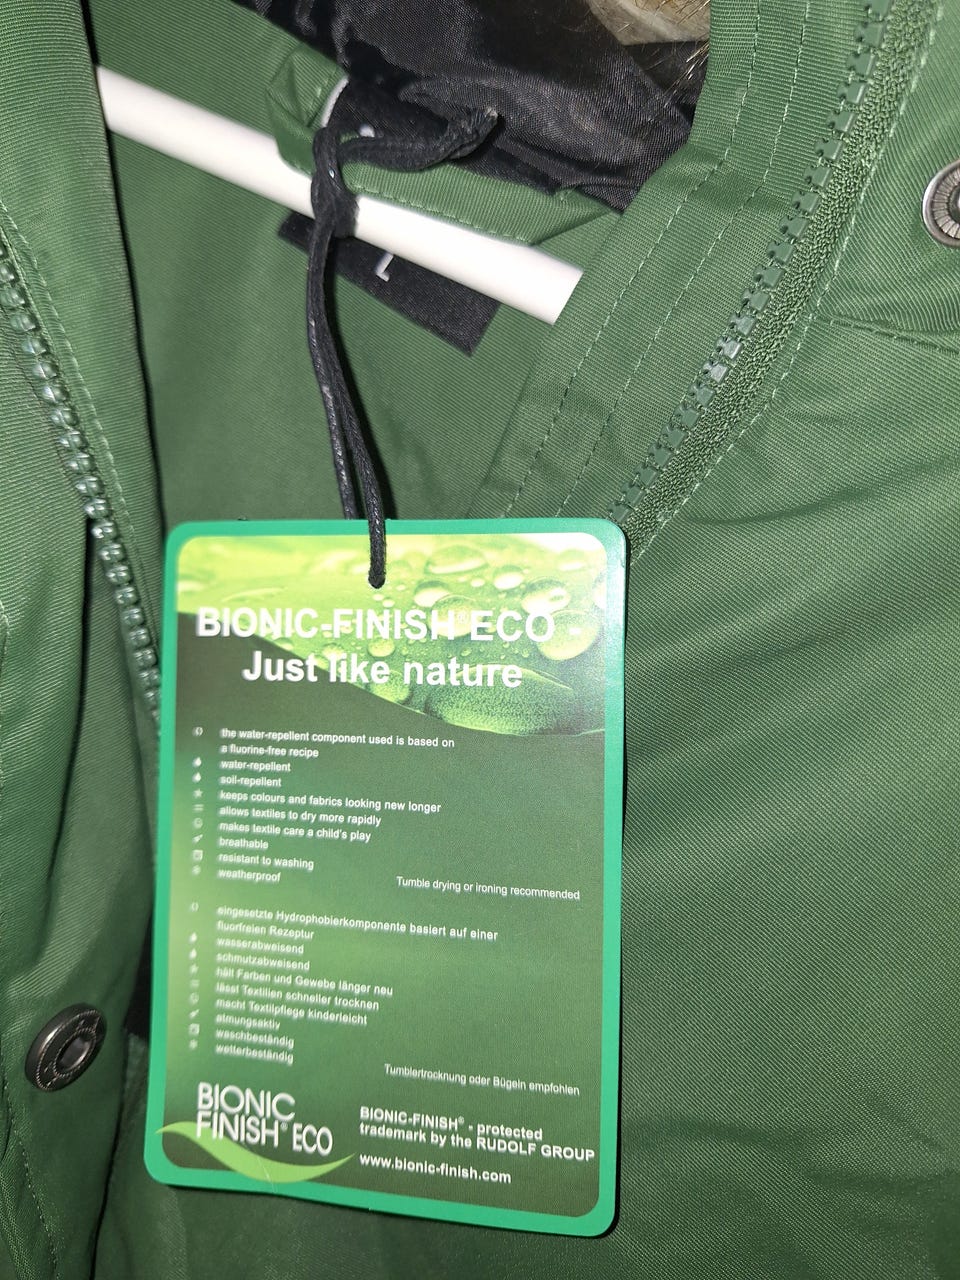 L
BIONIC-FINISH® ECO -
Just like nature
the water-repellent component used is based on
a fluorine-free recipe
water-repellent
soil-repellent
keeps colours and fabrics looking new longer
allows textiles to dry more rapidly
makes textile care a child's play
breathable
resistant to washing
weatherproof
Tumble drying or ironing recommended
eingesetzte Hydrophobierkomponente basiert auf einer
fluorfreien Rezeptur
wasserabweisend
schmutzabweisend
hält Farben und Gewebe länger neu
lässt Textilien schneller trocknen
macht Textilpflege kinderleicht
atmungsaktiv
waschbeständig
wetterbeständig
Tumblertrocknung oder Bügeln empfohlen
BIONIC
FINISH® ECO
BIONIC-FINISH® - protected
trademark by the RUDOLF GROUP
www.bionic-finish.com